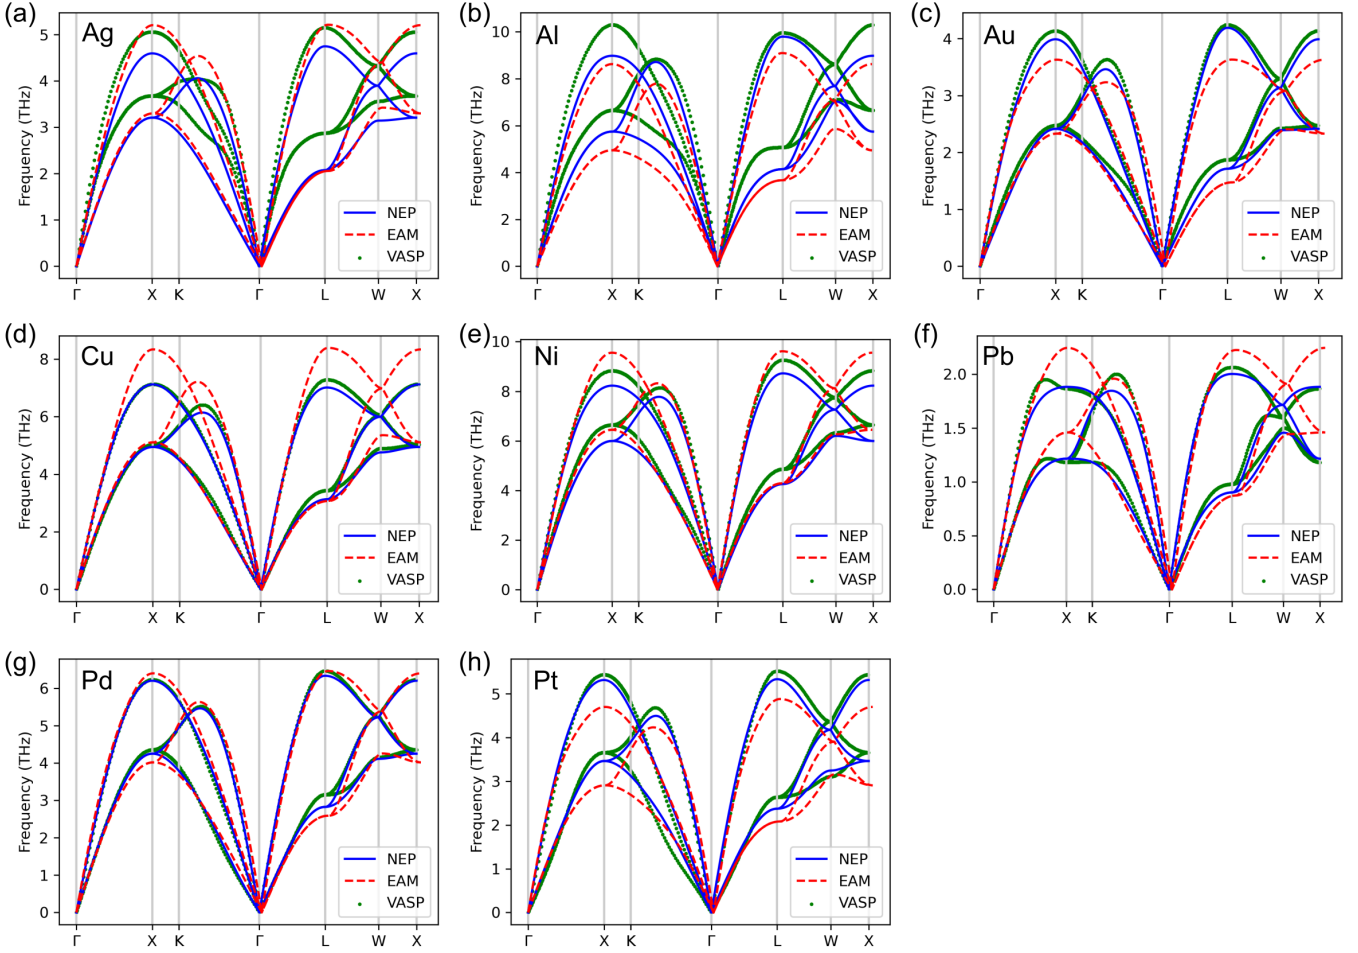 (a)
Ag
Frequency (THz)
5
4
3
2
1
0
Γ X K Γ L W X
NEP
EAM
VASP
(b)
Al
Frequency (THz)
10
8
6
4
2
0
Γ X K Γ L W X
NEP
EAM
VASP
(c)
Au
Frequency (THz)
4
3
2
1
0
Γ X K Γ L W X
NEP
EAM
VASP
(d)
Cu
Frequency (THz)
8
6
4
2
0
Γ X K Γ L W X
NEP
EAM
VASP
(e)
Ni
Frequency (THz)
10
8
6
4
2
0
Γ X K Γ L W X
NEP
EAM
VASP
(f)
Pb
Frequency (THz)
2.0
1.5
1.0
0.5
0.0
Γ X K Γ L W X
NEP
EAM
VASP
(g)
Pd
Frequency (THz)
6
5
4
3
2
1
0
Γ X K Γ L W X
NEP
EAM
VASP
(h)
Pt
Frequency (THz)
5
4
3
2
1
0
Γ X K Γ L W X
NEP
EAM
VASP